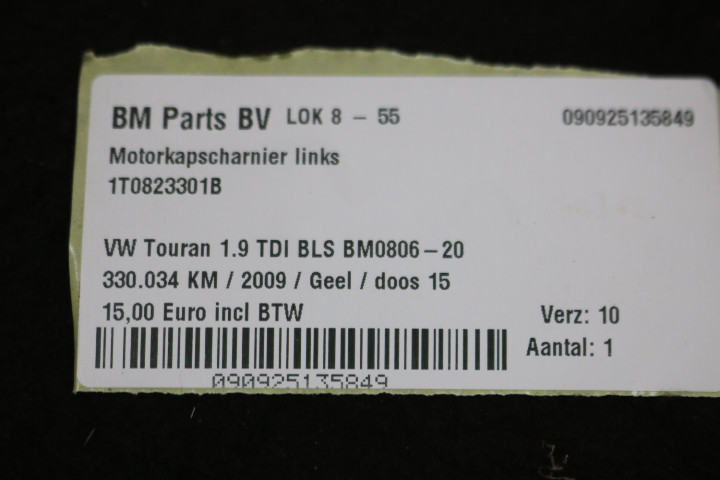 BM Parts BV LOK 8 - 55 090925135849
Motorkapscharnier links
1T0823301B
VW Touran 1.9 TDI BLS BM0806-20
330.034 KM / 2009 / Geel / doos 15
15,00 Euro incl BTW Verz: 10
Aantal: 1
090925135849